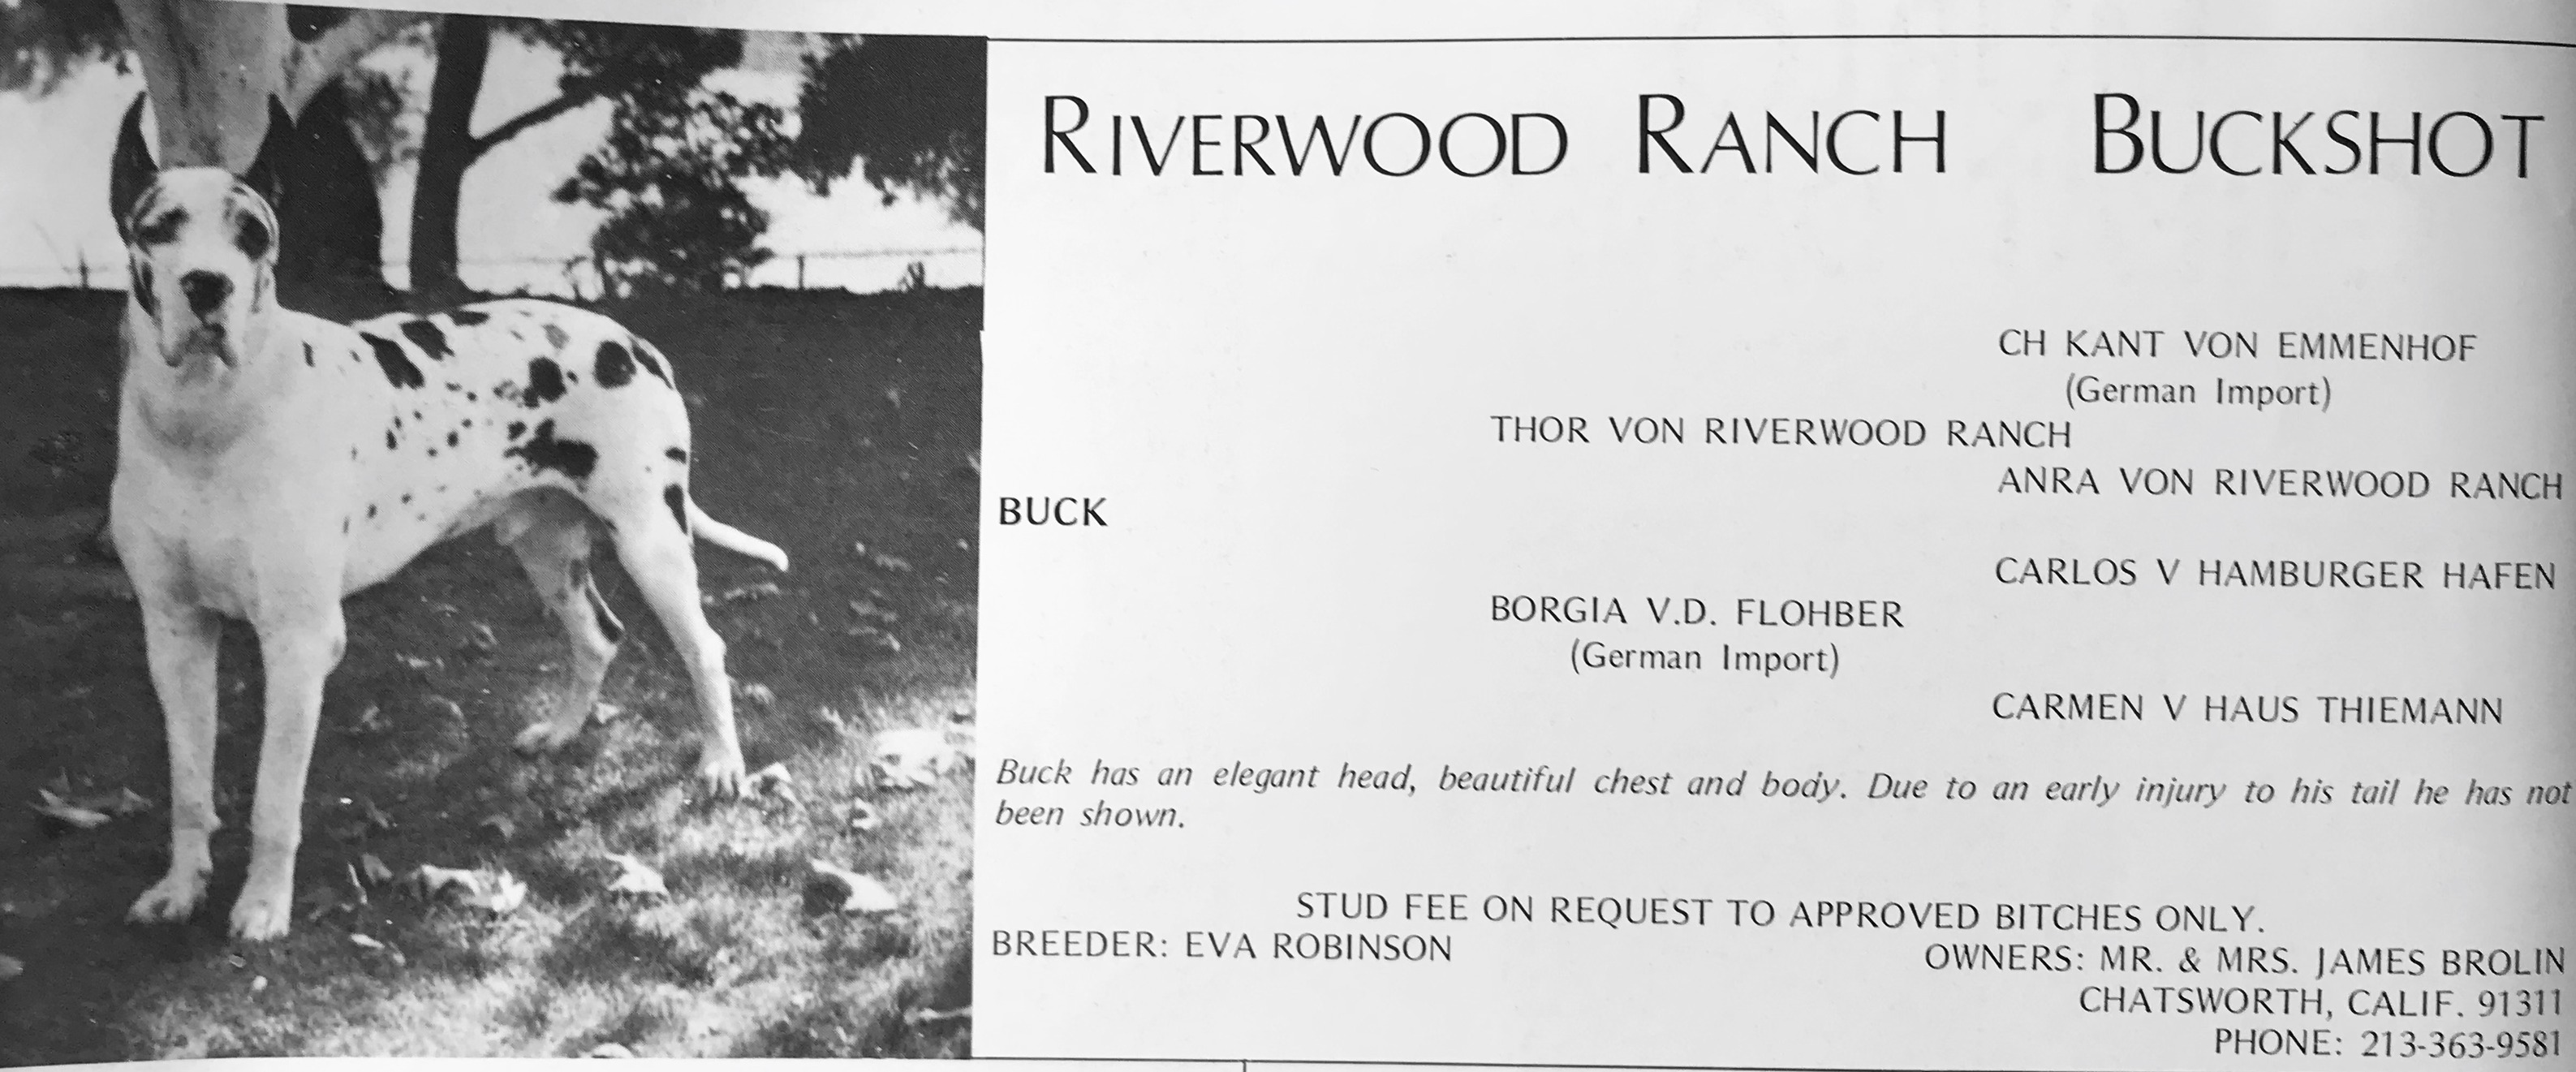 RIVERWOOD RANCH BUCKSHOT
CH KANT VON EMMENHOF
(German Import)
THOR VON RIVERWOOD RANCH
ANRA VON RIVERWOOD RANCH
BUCK
CARLOS V HAMBURGER HAFEN
BORGIA V.D. FLOHBER
(German Import)
CARMEN V HAUS THIEMANN
Buck has an elegant head, beautiful chest and body. Due to an early injury to his tail he has not
been shown.
STUD FEE ON REQUEST TO APPROVED BITCHES ONLY.
BREEDER: EVA ROBINSON
OWNERS: MR. & MRS. JAMES BROLIN
CHATSWORTH, CALIF. 91311
PHONE: 213-363-9581